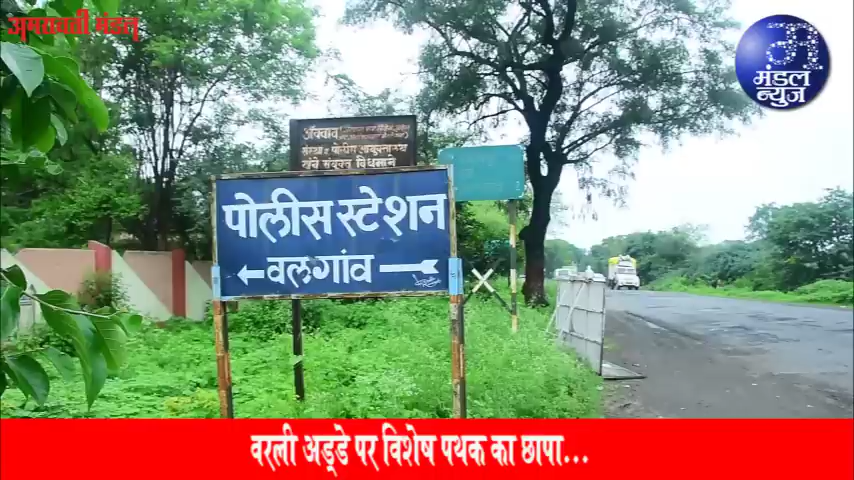 अमरावती मंडल
मंडल
न्यूज
पोलीस स्टेशन
वलगांव
वरली अड्डे पर विशेष पथक का छापा...